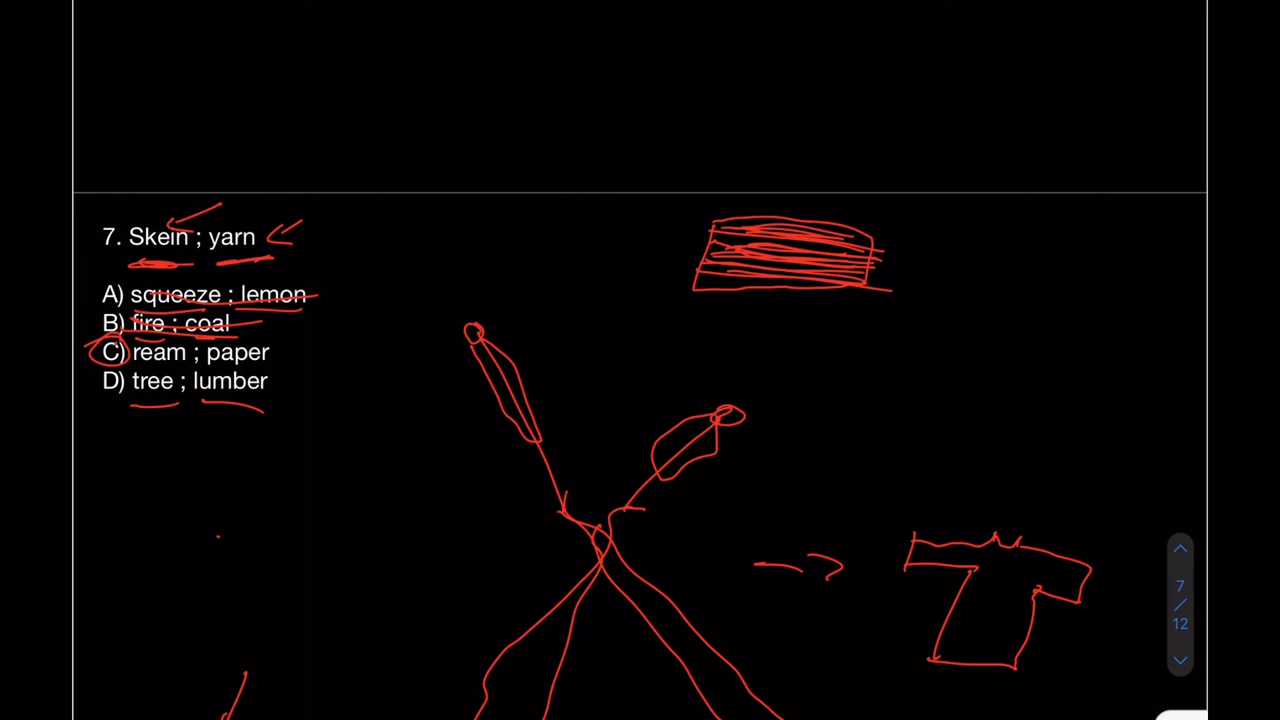 7. Skein ; yarn
A) squeeze ; lemon
B) fire ; coal
C) ream ; paper
D) tree ; lumber
7
/
12